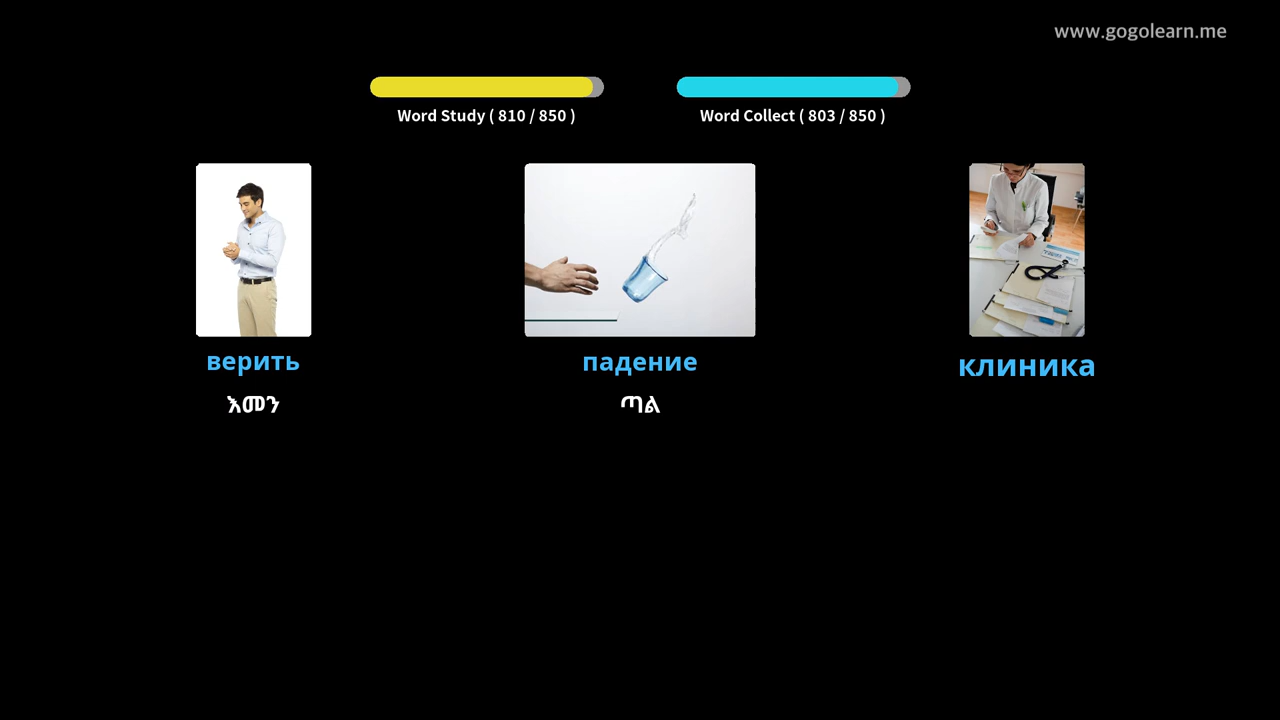 www.gogolearn.me
Word Study ( 810 / 850 )
Word Collect ( 803 / 850 )
верить
падение
клиника
እመን
ጣል